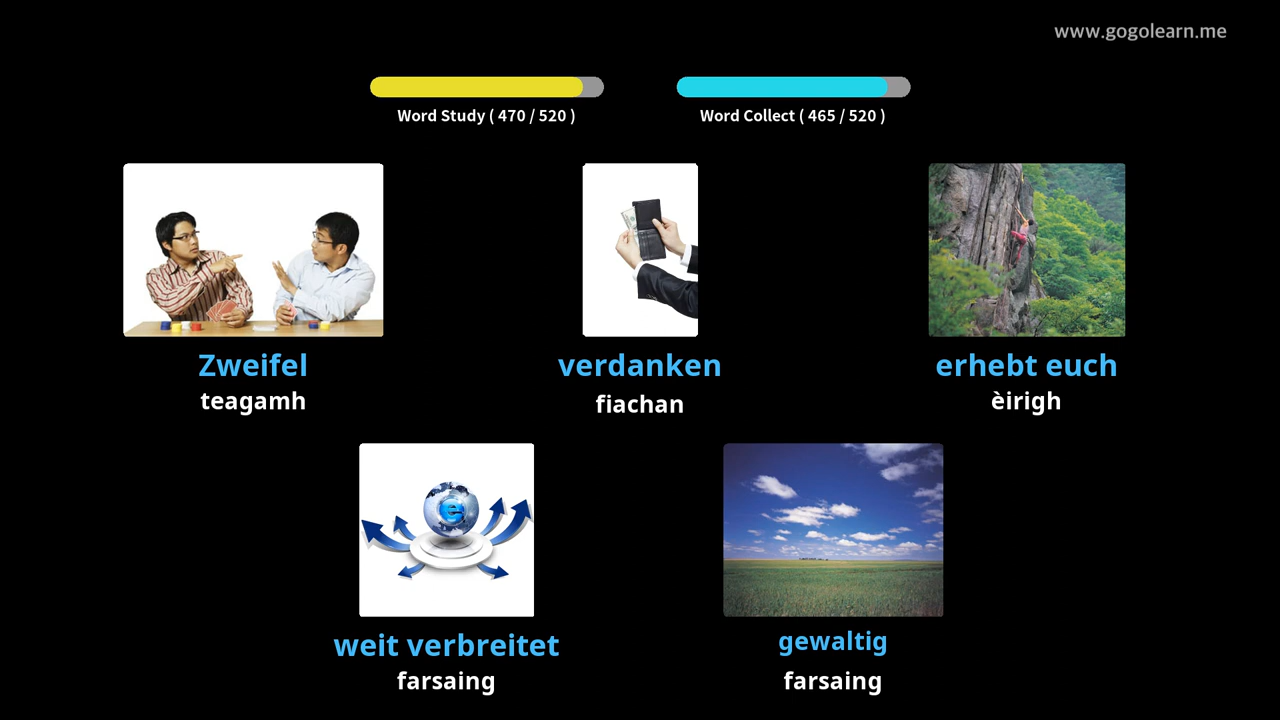 www.gogolearn.me
Word Study ( 470 / 520 )
Word Collect ( 465 / 520 )
Zweifel
teagamh
verdanken
fiachan
erhebt euch
èirigh
e
weit verbreitet
farsaing
gewaltig
farsaing